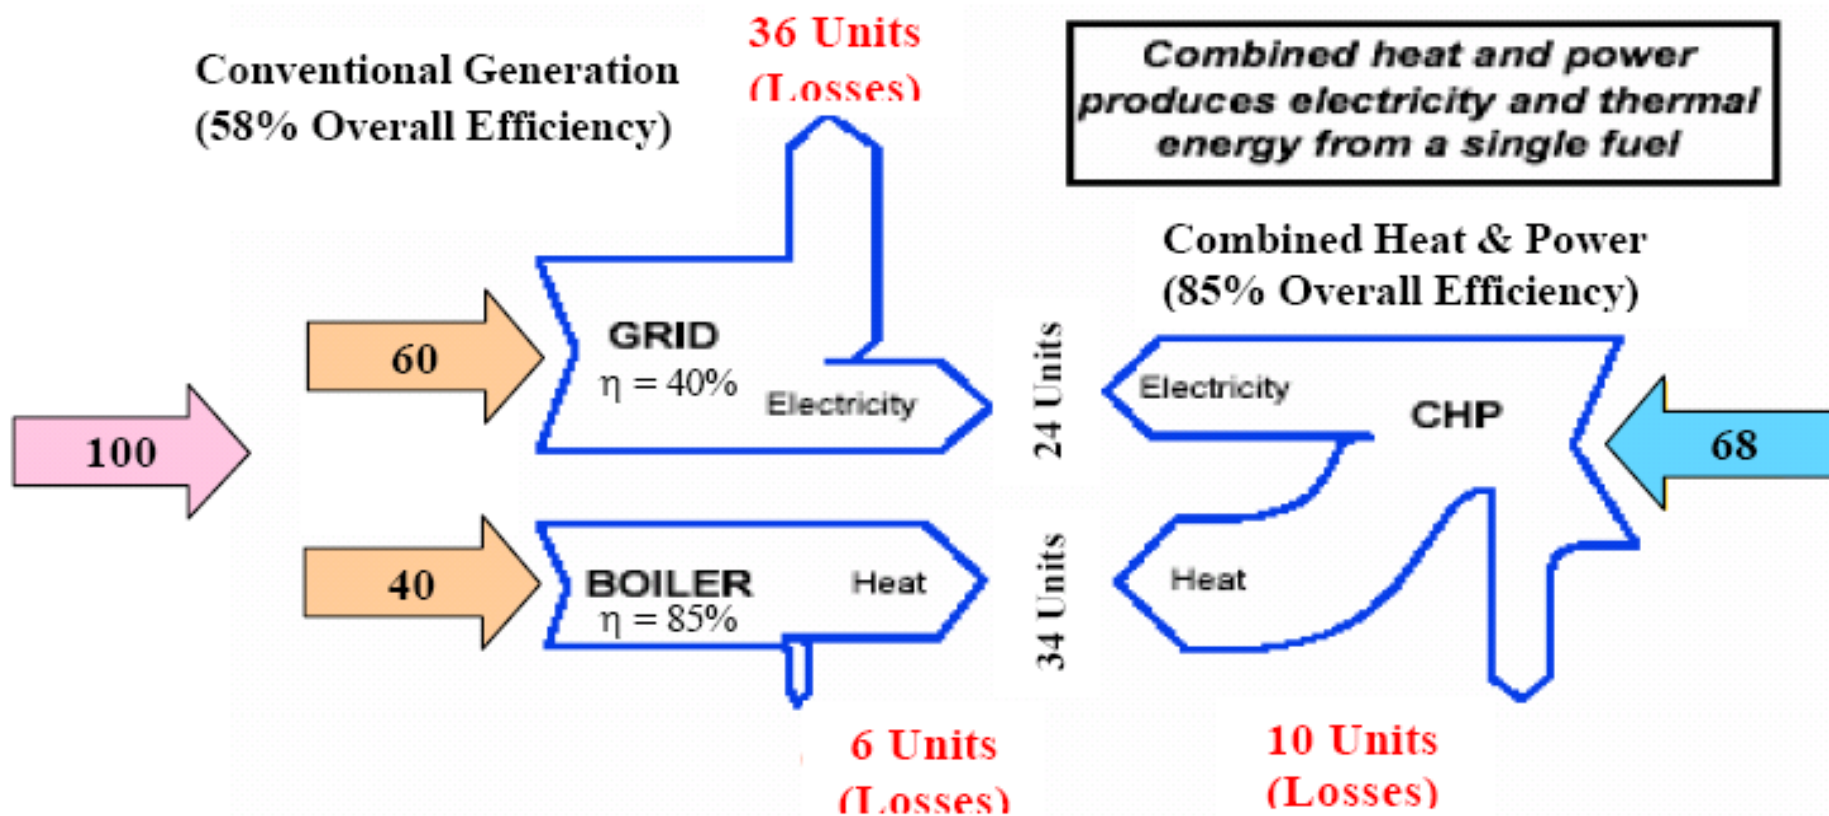 36 Units
(Losses)
Conventional Generation
(58% Overall Efficiency)
Combined heat and power
produces electricity and thermal
energy from a single fuel
Combined Heat & Power
(85% Overall Efficiency)
60
GRID
η = 40%
Electricity
24 Units
Electricity
CHP
68
100
40
BOILER
η = 85%
Heat
34 Units
Heat
6 Units
(Losses)
10 Units
(Losses)